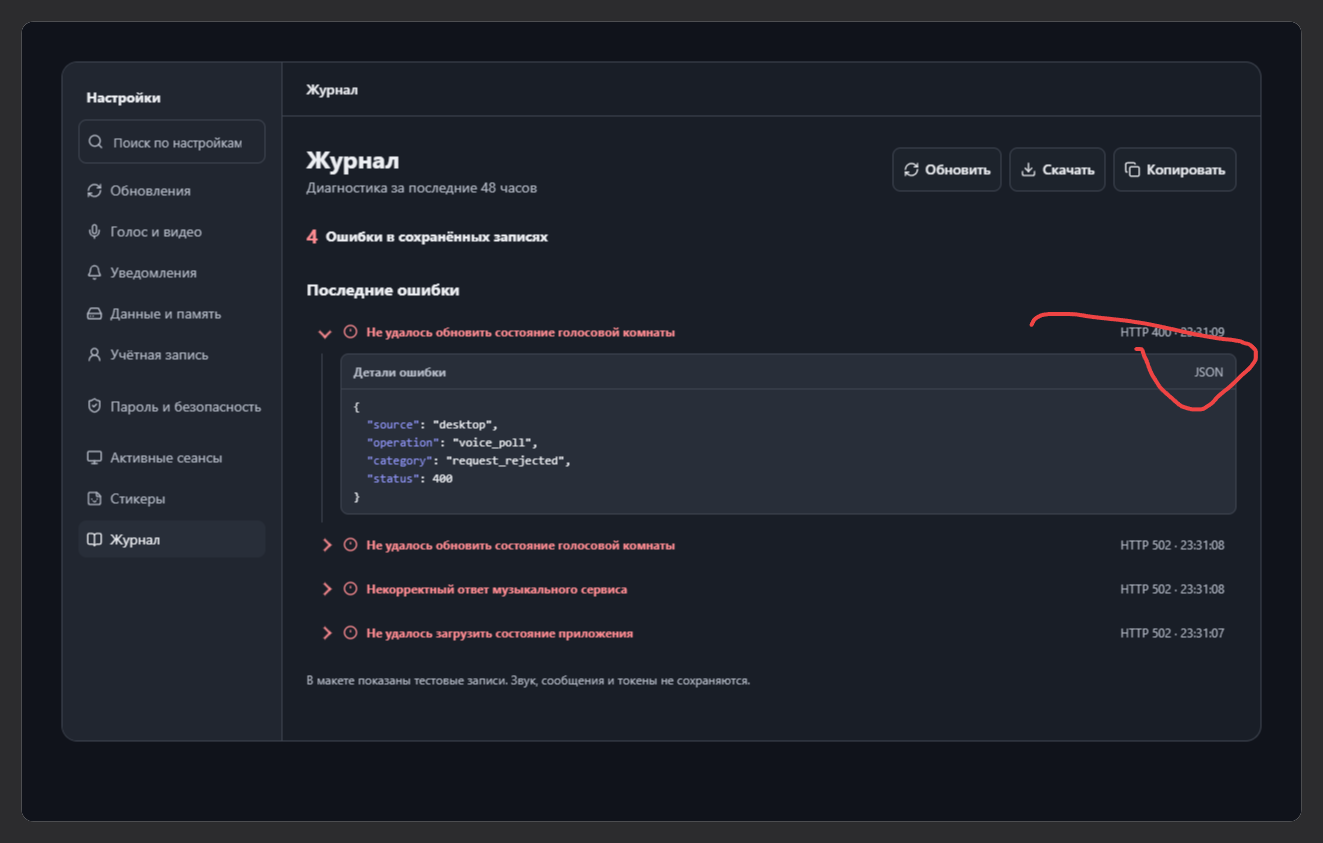 Настройки
Поиск по настройкам
Обновления
Голос и видео
Уведомления
Данные и память
Учётная запись
Пароль и безопасность
Активные сеансы
Стикеры
Журнал
Журнал
Журнал
Диагностика за последние 48 часов
Обновить
Скачать
Копировать
4 Ошибки в сохранённых записях
Последние ошибки
Не удалось обновить состояние голосовой комнаты HTTP 400 · 23:31:09
Детали ошибки JSON
{
"source": "desktop",
"operation": "voice_poll",
"category": "request_rejected",
"status": 400
}
Не удалось обновить состояние голосовой комнаты HTTP 502 · 23:31:08
Некорректный ответ музыкального сервиса HTTP 502 · 23:31:08
Не удалось загрузить состояние приложения HTTP 502 · 23:31:07
В макете показаны тестовые записи. Звук, сообщения и токены не сохраняются.